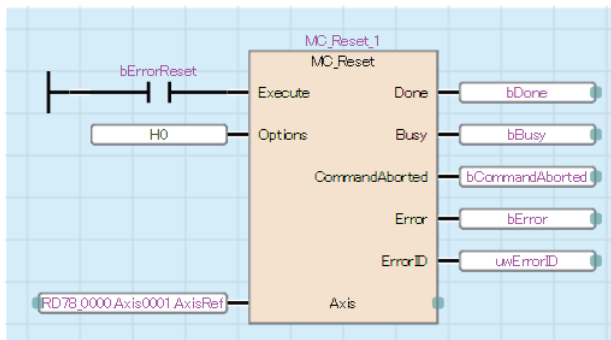 MC_Reset_1
MC_Reset
bErrorReset
Execute Done bDone
H0 Options Busy bBusy
CommandAborted bCommandAborted
Error bError
ErrorID uwErrorID
RD78_0000.Axis0001.AxisRef Axis